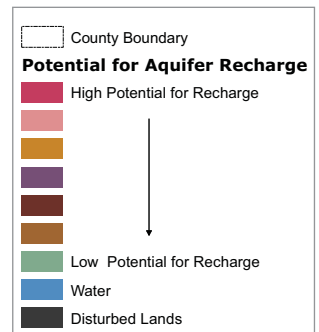 County Boundary
Potential for Aquifer Recharge
High Potential for Recharge
Low Potential for Recharge
Water
Disturbed Lands